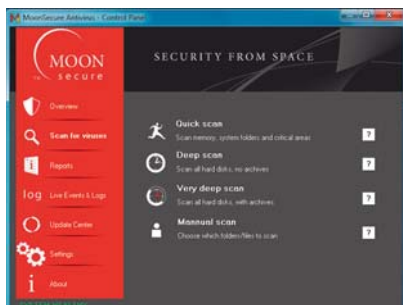 MoonSecure Antivirus - Control Panel
MOON
secure
SECURITY FROM SPACE
Overview
Scan for viruses
Reports
log Live Events & Logs
Update Center
Settings
About
Quick scan
Scan memory, system folders and critical areas
?
Deep scan
Scan all hard disks, no archives
?
Very deep scan
Scan all hard disks, with archives
?
Mannual scan
Choose which folders/files to scan
?